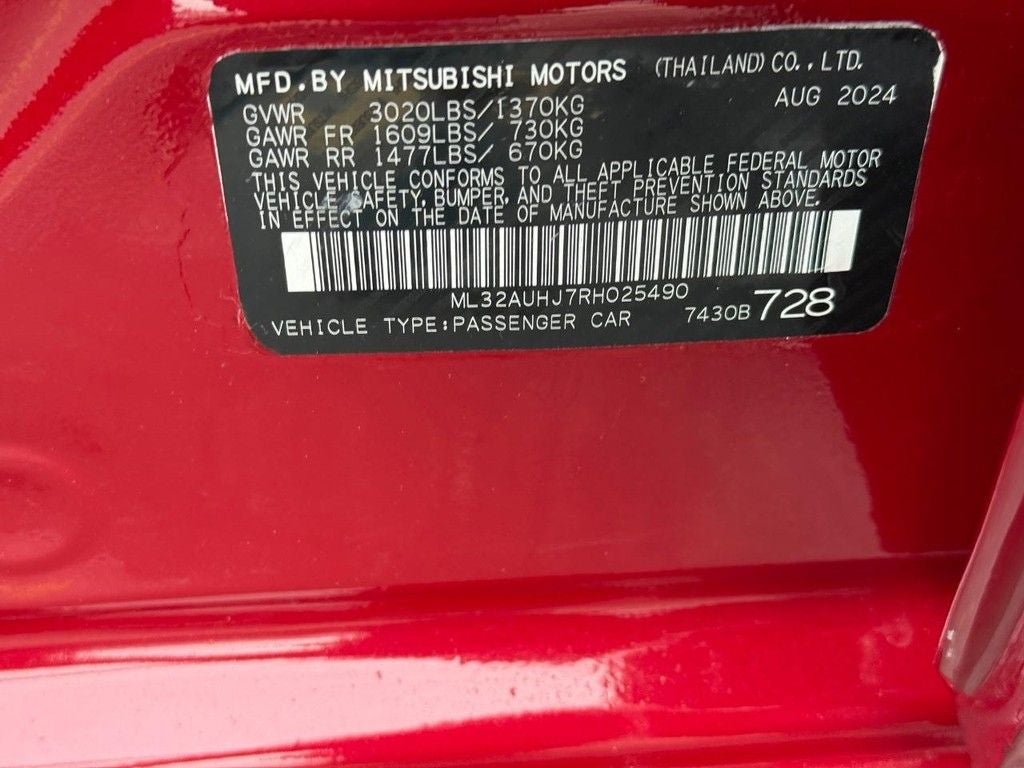 MFD.BY MITSUBISHI MOTORS (THAILAND) CO., LTD.
AUG 2024
GVWR 3020LBS/1370KG
GAWR FR 1609LBS/ 730KG
GAWR RR 1477LBS/ 670KG
THIS VEHICLE CONFORMS TO ALL APPLICABLE FEDERAL MOTOR
VEHICLE SAFETY, BUMPER, AND THEFT PREVENTION STANDARDS
IN EFFECT ON THE DATE OF MANUFACTURE SHOWN ABOVE.
ML32AUHJ7RH025490
VEHICLE TYPE:PASSENGER CAR 7430B 728